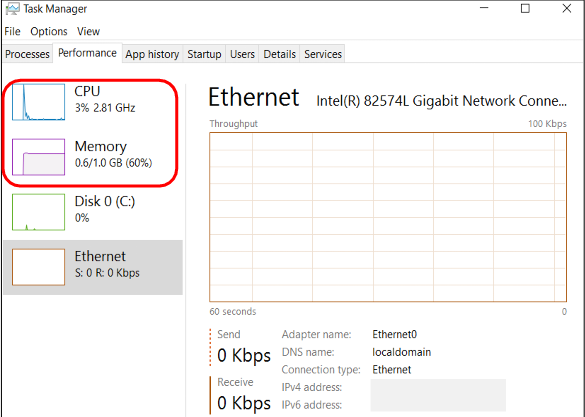 Task Manager
File Options View
Processes Performance App history Startup Users Details Services
CPU
3% 2.81 GHz
Memory
0.6/1.0 GB (60%)
Disk 0 (C:)
0%
Ethernet
S: 0 R: 0 Kbps
Ethernet Intel(R) 82574L Gigabit Network Conne...
Throughput 100 Kbps
60 seconds 0
Send
0 Kbps
Receive
0 Kbps
Adapter name: Ethernet0
DNS name: localdomain
Connection type: Ethernet
IPv4 address:
IPv6 address: